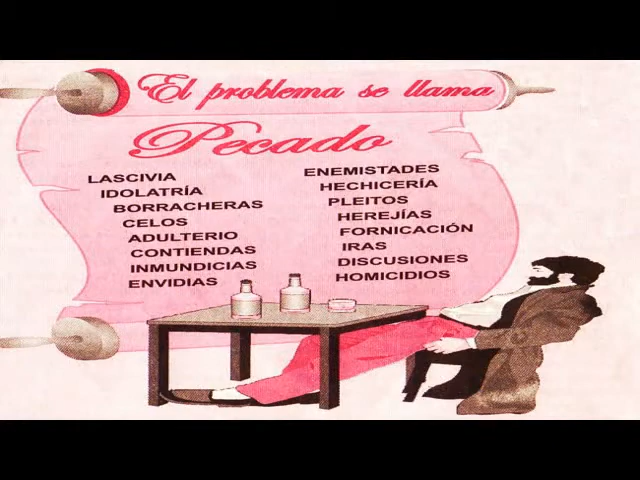 El problema se llama
Pecado
LASCIVIA
IDOLATRÍA
BORRACHERAS
CELOS
ADULTERIO
CONTIENDAS
INMUNDICIAS
ENVIDIAS
ENEMISTADES
HECHICERÍA
PLEITOS
HEREJÍAS
FORNICACIÓN
IRAS
DISCUSIONES
HOMICIDIOS